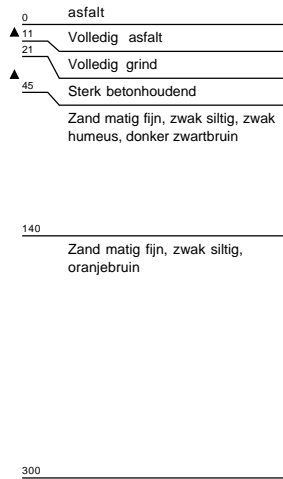 0 asfalt
11 Volledig asfalt
21 Volledig grind
45 Sterk betonhoudend
Zand matig fijn, zwak siltig, zwak
humeus, donker zwartbruin
140
Zand matig fijn, zwak siltig,
oranjebruin
300